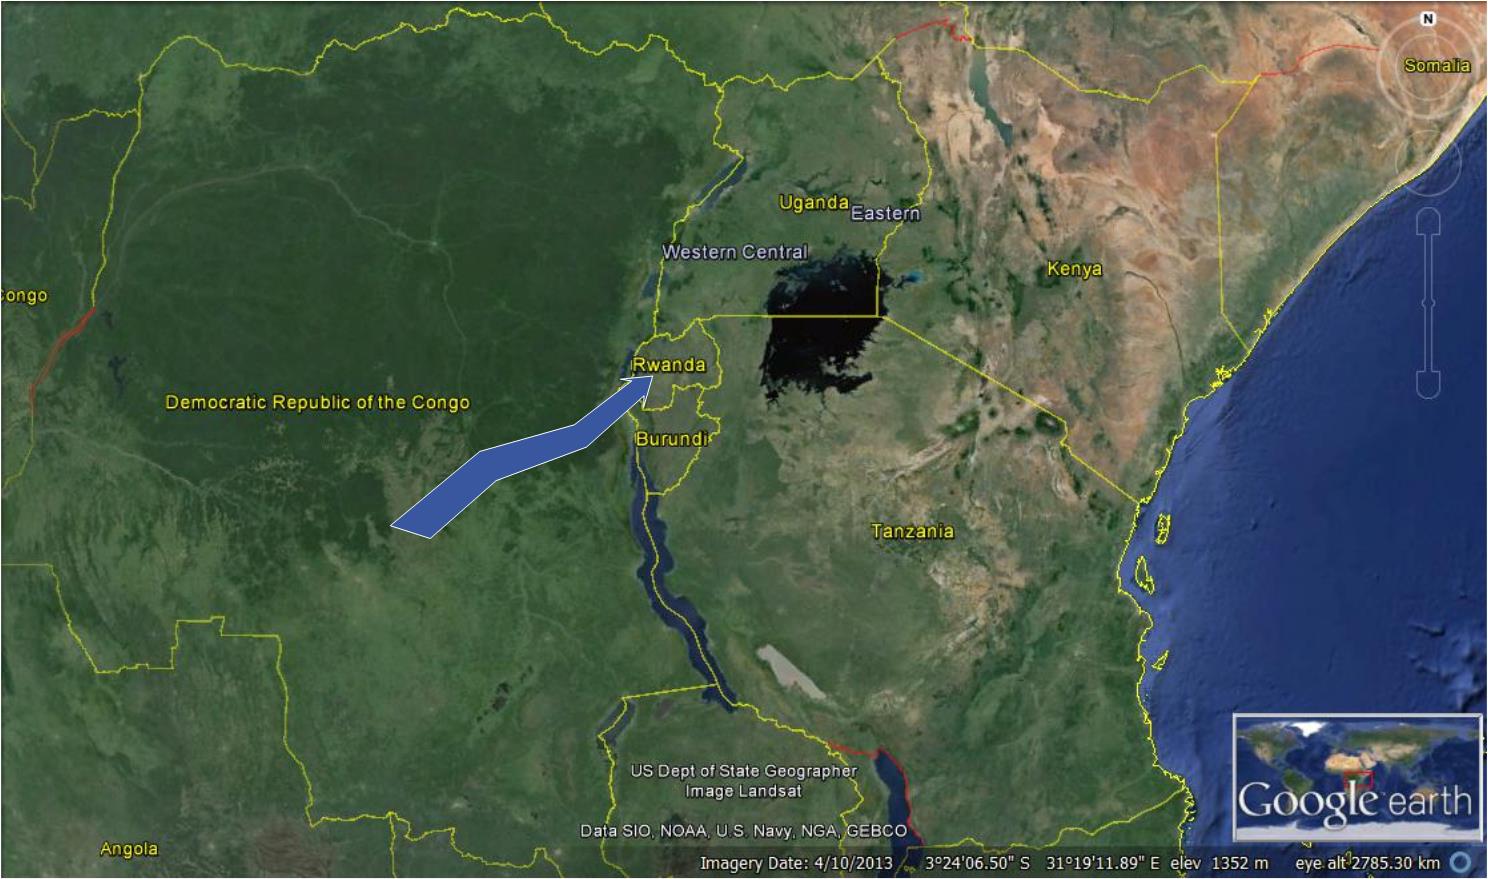 N
Somalia
Uganda
Eastern
Western Central
Kenya
Congo
Rwanda
Democratic Republic of the Congo
Burundi
Tanzania
US Dept of State Geographer
Image Landsat
Google earth
Data SIO, NOAA, U.S. Navy, NGA, GEBCO
Angola
Imagery Date: 4/10/2013 3°24'06.50" S 31°19'11.89" E elev 1352 m eye alt 2785.30 km